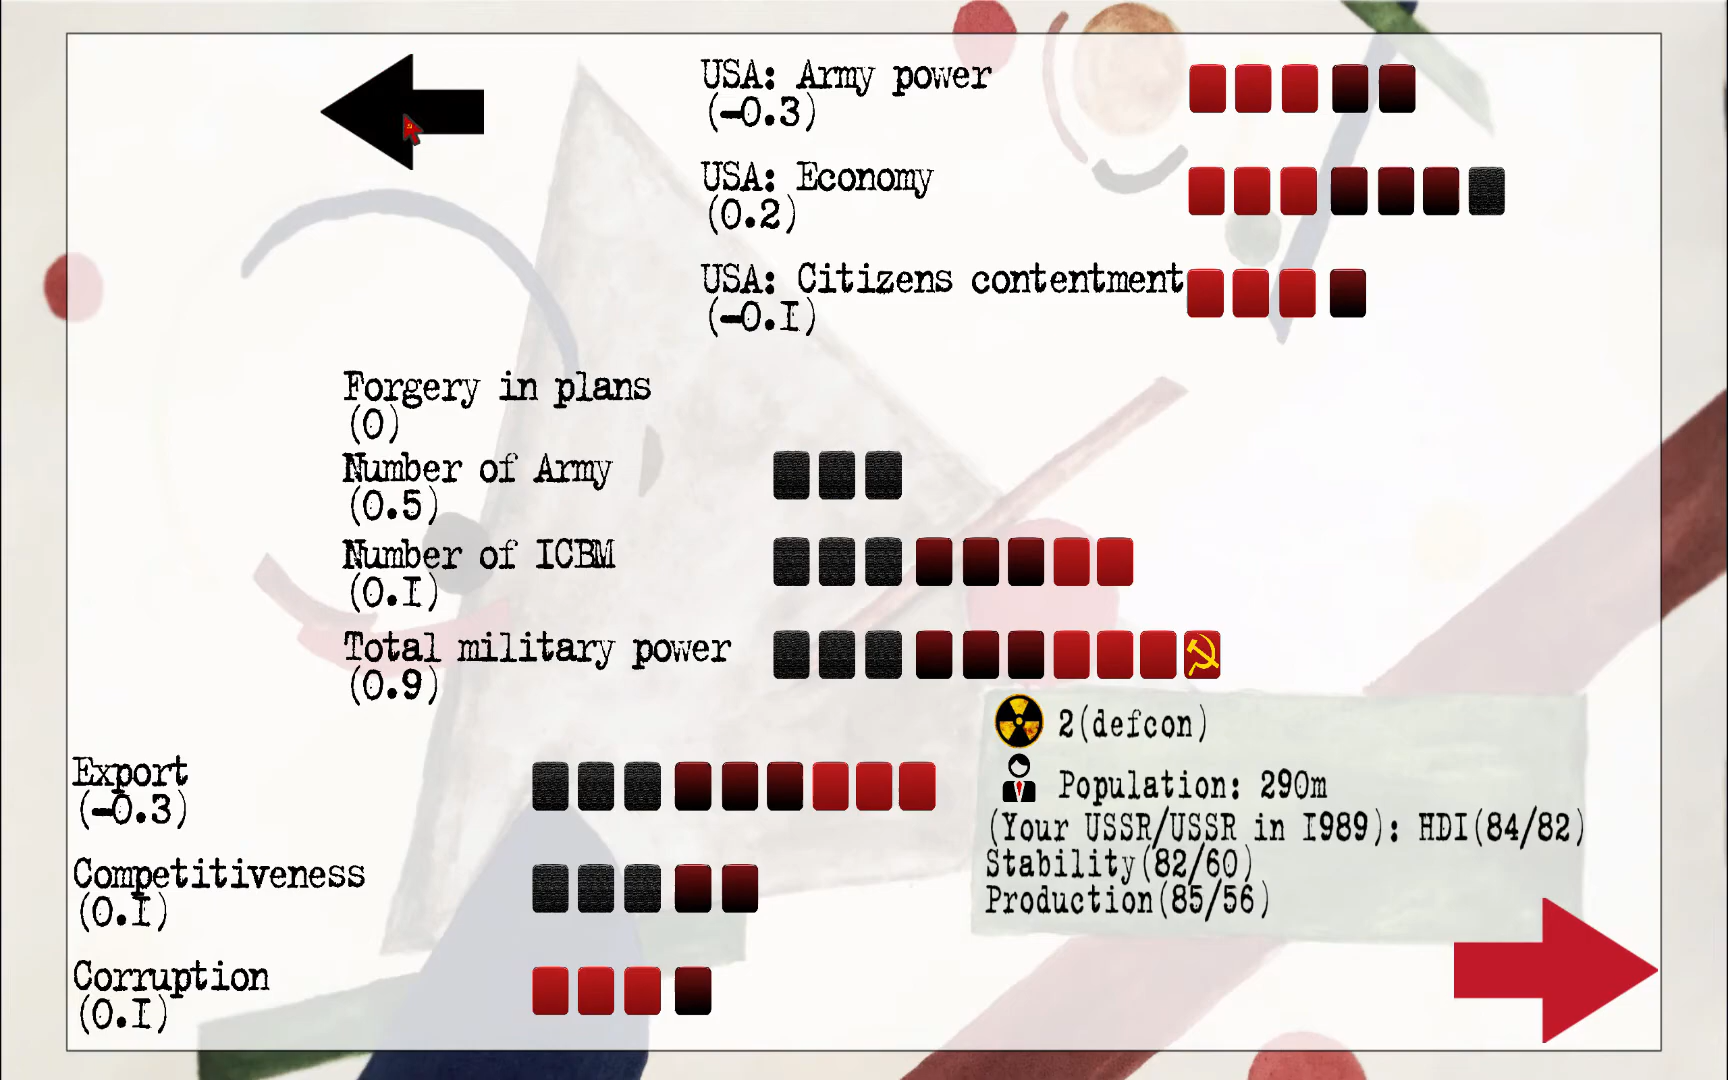 USA: Army power
(-0.3)
USA: Economy
(0.2)
USA: Citizens contentment
(-0.I)
Forgery in plans
(0)
Number of Army
(0.5)
Number of ICBM
(0.I)
Total military power
(0.9)
Export
(-0.3)
Competitiveness
(0.I)
Corruption
(0.I)
2(defcon)
Population: 290m
(Your USSR/USSR in I989): HDI(84/82)
Stability(82/60)
Production(85/56)